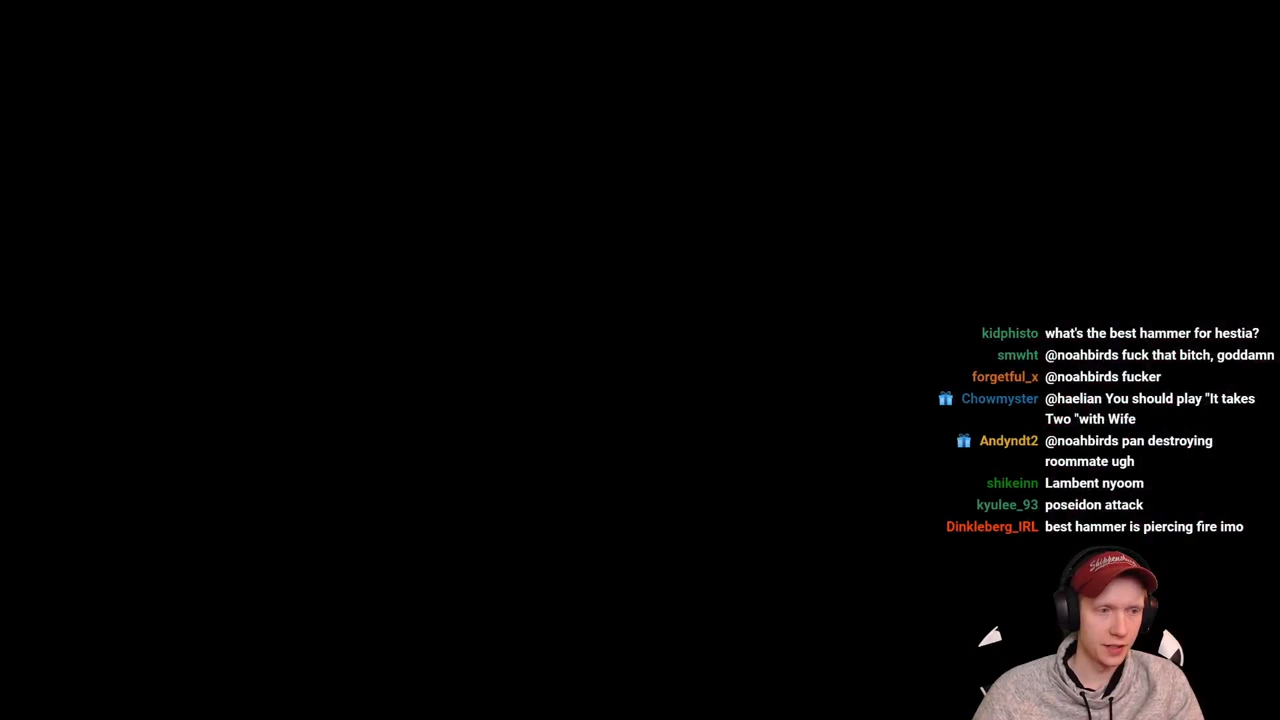 kidphisto what's the best hammer for hestia?
smwht @noahbirds fuck that bitch, goddamn
forgetful_x @noahbirds fucker
Chowmyster @haelian You should play "It takes
Two "with Wife
Andyndt2 @noahbirds pan destroying
roommate ugh
shikeinn Lambent nyoom
kyulee_93 poseidon attack
Dinkleberg_IRL best hammer is piercing fire imo